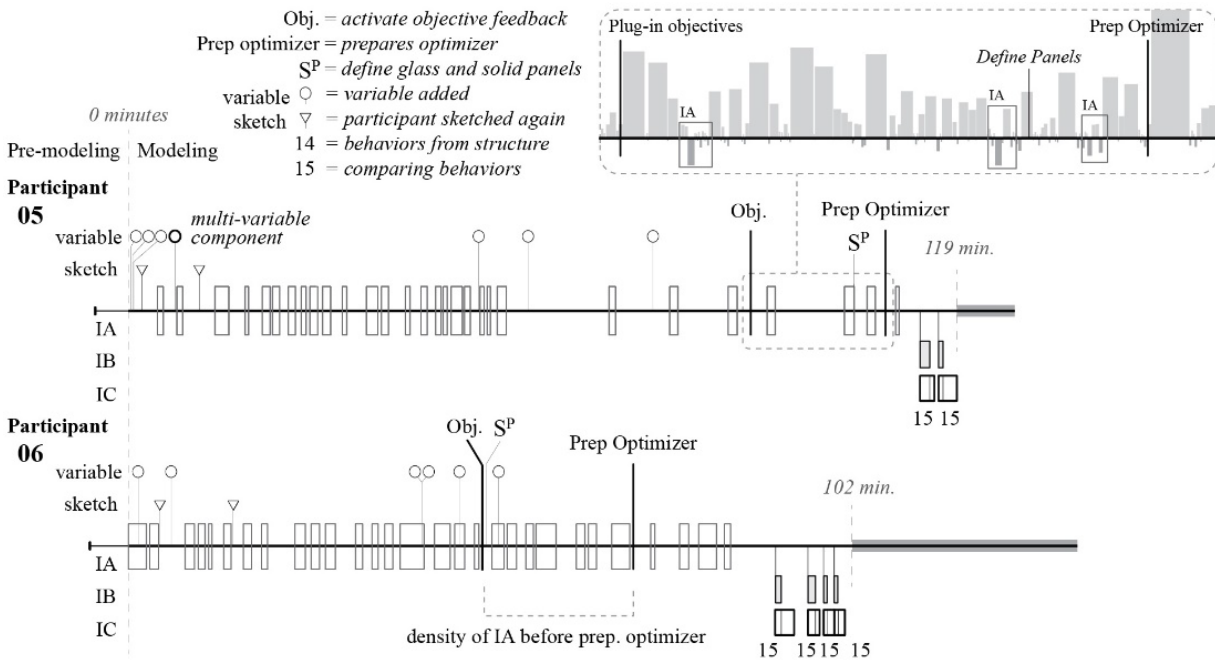 Obj. = activate objective feedback
Prep optimizer = prepares optimizer
Sᴾ = define glass and solid panels
variable = variable added
sketch = participant sketched again
14 = behaviors from structure
15 = comparing behaviors
Plug-in objectives
Prep Optimizer
Define Panels
IA
IA
IA
0 minutes
Pre-modeling
Modeling
Participant
05
variable
multi-variable
component
sketch
Obj.
Prep Optimizer
Sᴾ
119 min.
IA
IB
IC
15 15
Participant
06
variable
sketch
Obj.
Sᴾ
Prep Optimizer
102 min.
IA
IB
IC
density of IA before prep. optimizer
15 15 15 15